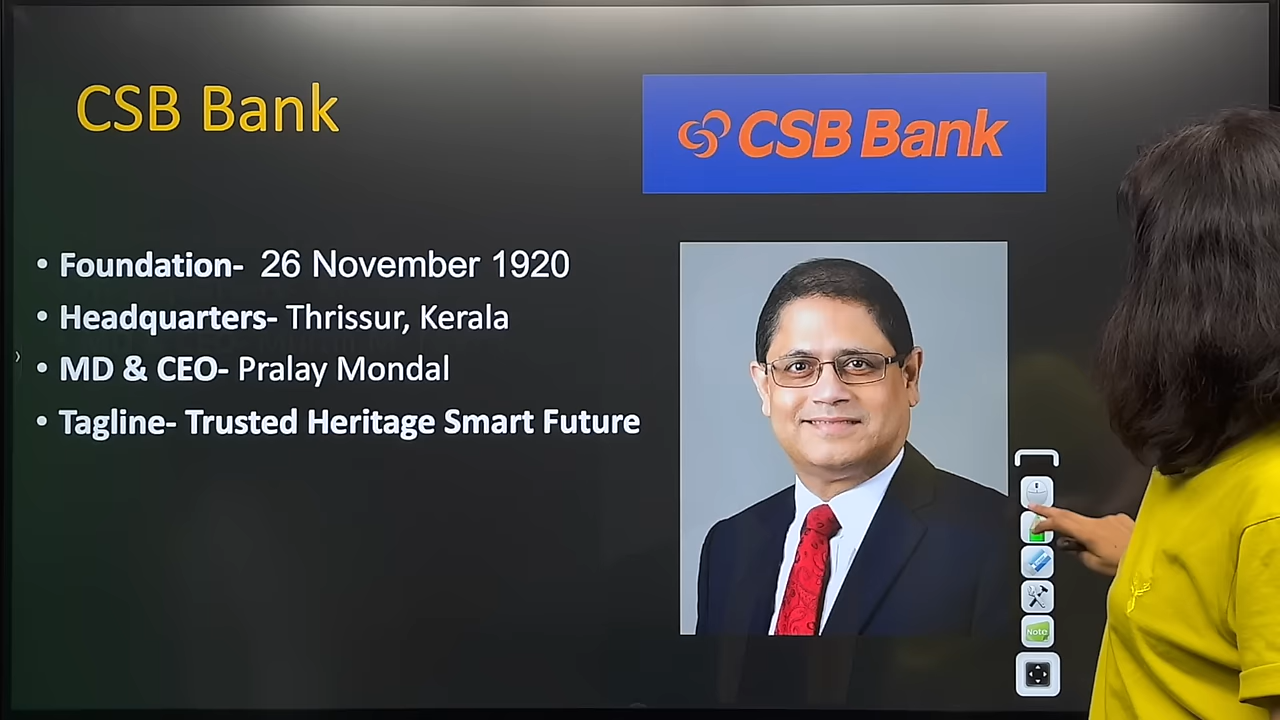 CSB Bank
CSB Bank
• Foundation- 26 November 1920
• Headquarters- Thrissur, Kerala
• MD & CEO- Pralay Mondal
• Tagline- Trusted Heritage Smart Future
Note